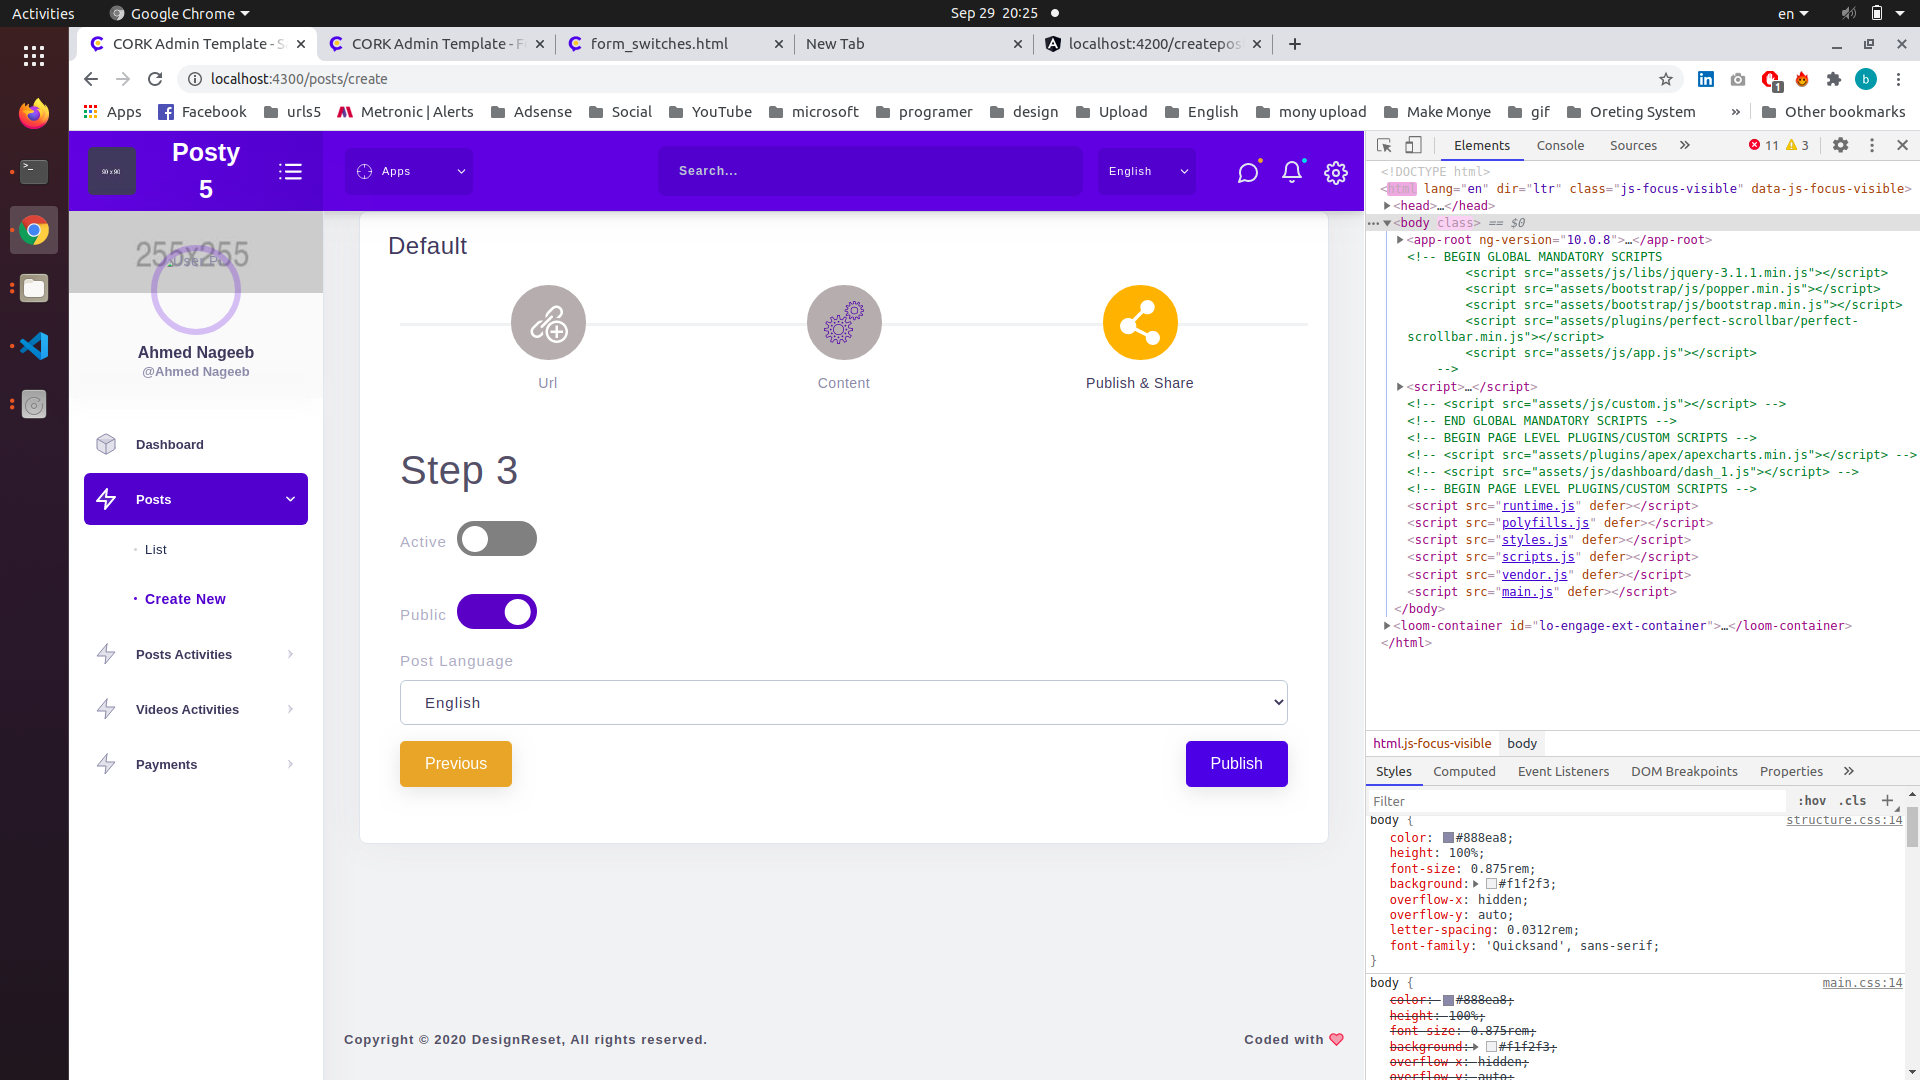 Activities
Google Chrome
Sep 29 20:25
en
CORK Admin Template - S
CORK Admin Template - F
form_switches.html
New Tab
localhost:4200/createpos
localhost:4300/posts/create
1
b
Apps
Facebook
urls5
Metronic | Alerts
Adsense
Social
YouTube
microsoft
programer
design
Upload
English
mony upload
Make Monye
gif
Oreting System
»
Other bookmarks
90 x 90
Posty
5
Apps
Search...
English
255x255
Ahmed Nageeb
@Ahmed Nageeb
Dashboard
Posts
List
Create New
Posts Activities
Videos Activities
Payments
Default
Url
Content
Publish & Share
Step 3
Active
Public
Post Language
English
Previous
Publish
Copyright © 2020 DesignReset, All rights reserved.
Coded with
Elements
Console
Sources
»
11
3
<!DOCTYPE html>
<html lang="en" dir="ltr" class="js-focus-visible" data-js-focus-visible>
<head>…</head>
<body class> == $0
<app-root ng-version="10.0.8">…</app-root>
<!-- BEGIN GLOBAL MANDATORY SCRIPTS
<script src="assets/js/libs/jquery-3.1.1.min.js"></script>
<script src="assets/bootstrap/js/popper.min.js"></script>
<script src="assets/bootstrap/js/bootstrap.min.js"></script>
<script src="assets/plugins/perfect-scrollbar/perfect-
scrollbar.min.js"></script>
<script src="assets/js/app.js"></script>
-->
<script>…</script>
<!-- <script src="assets/js/custom.js"></script> -->
<!-- END GLOBAL MANDATORY SCRIPTS -->
<!-- BEGIN PAGE LEVEL PLUGINS/CUSTOM SCRIPTS -->
<!-- <script src="assets/plugins/apex/apexcharts.min.js"></script> -->
<!-- <script src="assets/js/dashboard/dash_1.js"></script> -->
<!-- BEGIN PAGE LEVEL PLUGINS/CUSTOM SCRIPTS -->
<script src="runtime.js" defer></script>
<script src="polyfills.js" defer></script>
<script src="styles.js" defer></script>
<script src="scripts.js" defer></script>
<script src="vendor.js" defer></script>
<script src="main.js" defer></script>
</body>
<loom-container id="lo-engage-ext-container">…</loom-container>
</html>
html.js-focus-visible
body
Styles
Computed
Event Listeners
DOM Breakpoints
Properties
»
Filter
:hov
.cls
body {
structure.css:14
color: #888ea8;
height: 100%;
font-size: 0.875rem;
background: #f1f2f3;
overflow-x: hidden;
overflow-y: auto;
letter-spacing: 0.0312rem;
font-family: 'Quicksand', sans-serif;
}
body {
main.css:14
color: #888ea8;
height: 100%;
font-size: 0.875rem;
background: #f1f2f3;
overflow-x: hidden;
overflow-y: auto;